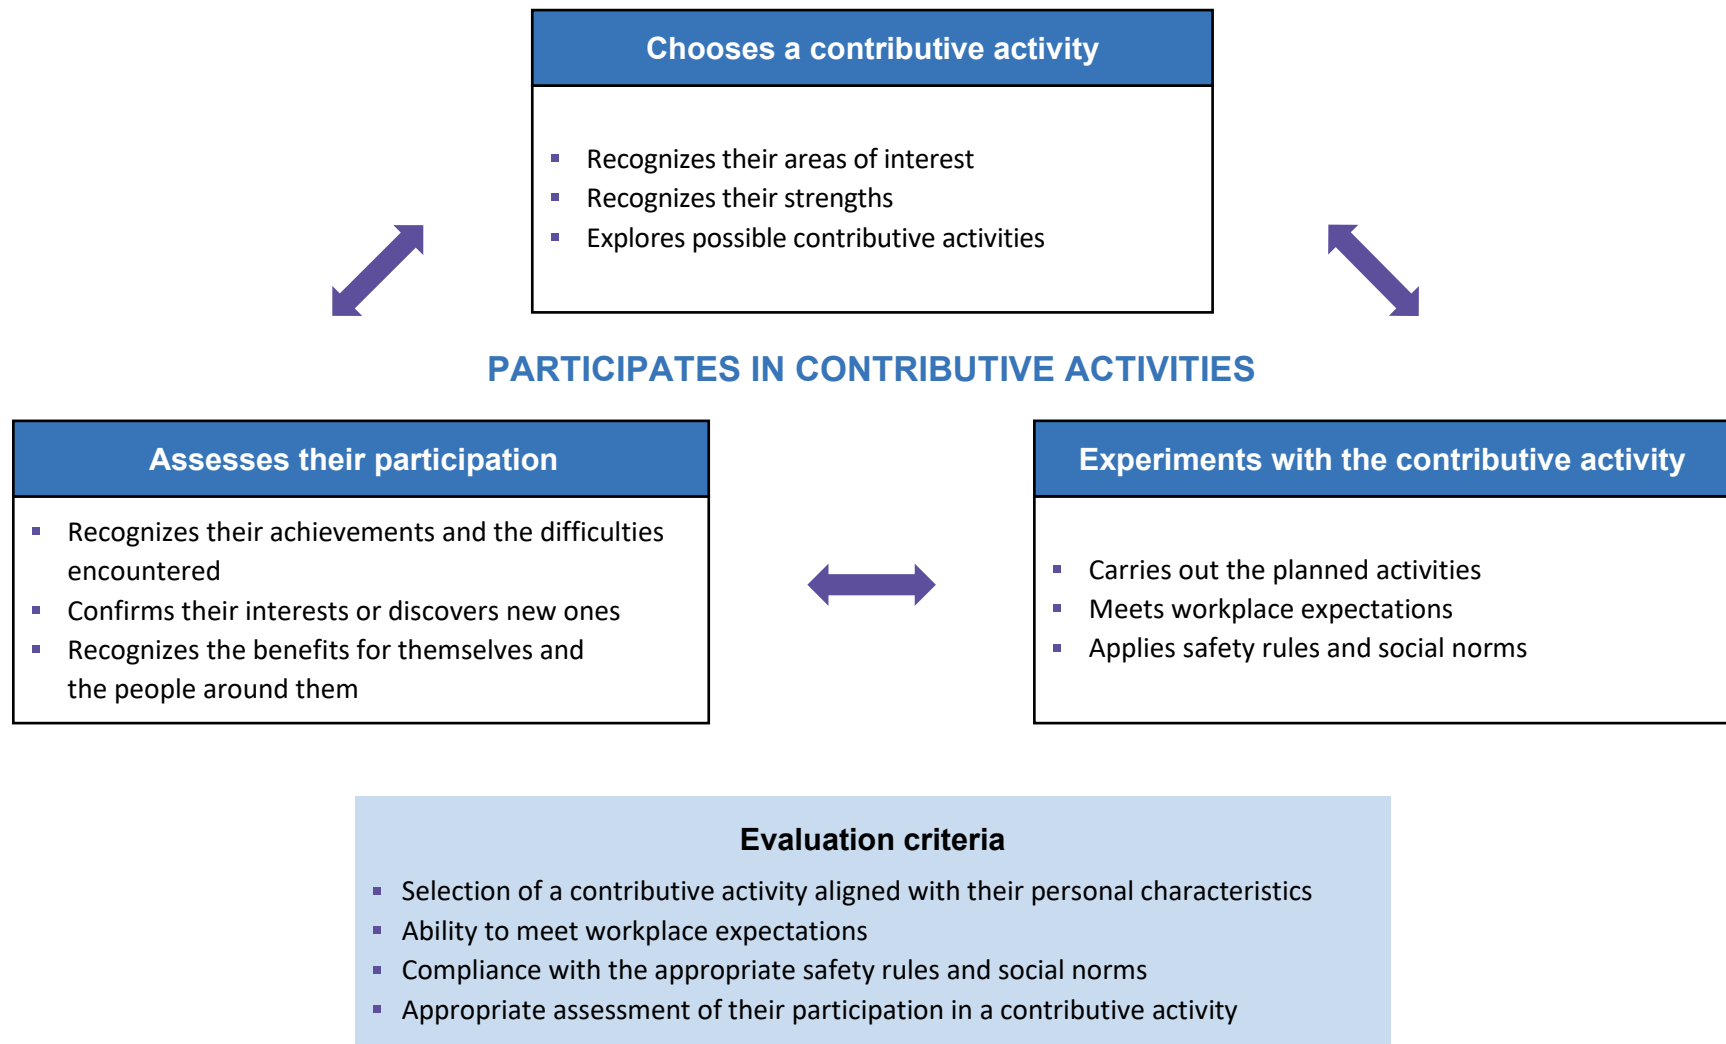 Chooses a contributive activity
▪ Recognizes their areas of interest
▪ Recognizes their strengths
▪ Explores possible contributive activities
PARTICIPATES IN CONTRIBUTIVE ACTIVITIES
Assesses their participation
▪ Recognizes their achievements and the difficulties
encountered
▪ Confirms their interests or discovers new ones
▪ Recognizes the benefits for themselves and
the people around them
Experiments with the contributive activity
▪ Carries out the planned activities
▪ Meets workplace expectations
▪ Applies safety rules and social norms
Evaluation criteria
▪ Selection of a contributive activity aligned with their personal characteristics
▪ Ability to meet workplace expectations
▪ Compliance with the appropriate safety rules and social norms
▪ Appropriate assessment of their participation in a contributive activity